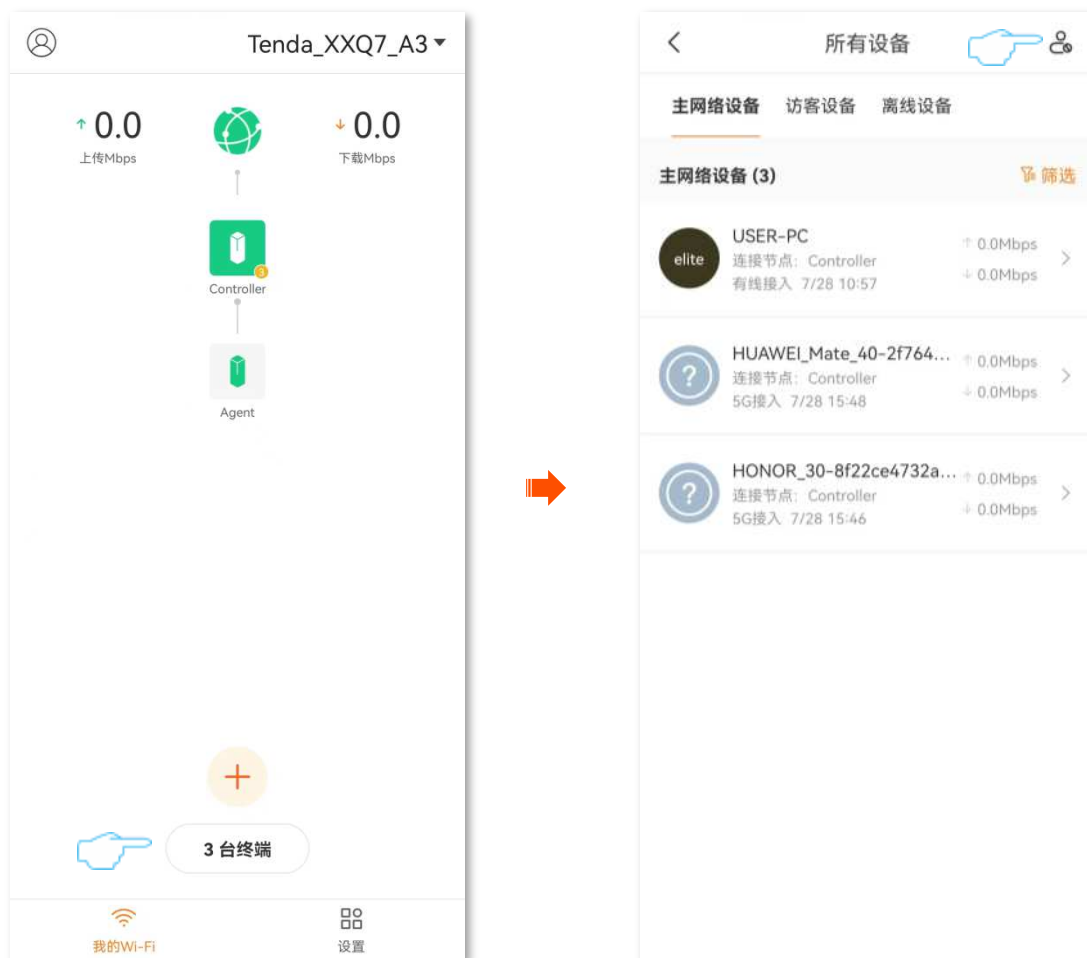 Tenda_XXQ7_A3
↑ 0.0
上传Mbps
↓ 0.0
下载Mbps
3
Controller
Agent
3 台终端
我的Wi-Fi
设置
所有设备
主网络设备 访客设备 离线设备
主网络设备 (3)
筛选
elite
USER-PC
连接节点: Controller
有线接入 7/28 10:57
↑ 0.0Mbps
↓ 0.0Mbps
?
HUAWEI_Mate_40-2f764...
连接节点: Controller
5G接入 7/28 15:48
↑ 0.0Mbps
↓ 0.0Mbps
?
HONOR_30-8f22ce4732a...
连接节点: Controller
5G接入 7/28 15:46
↑ 0.0Mbps
↓ 0.0Mbps